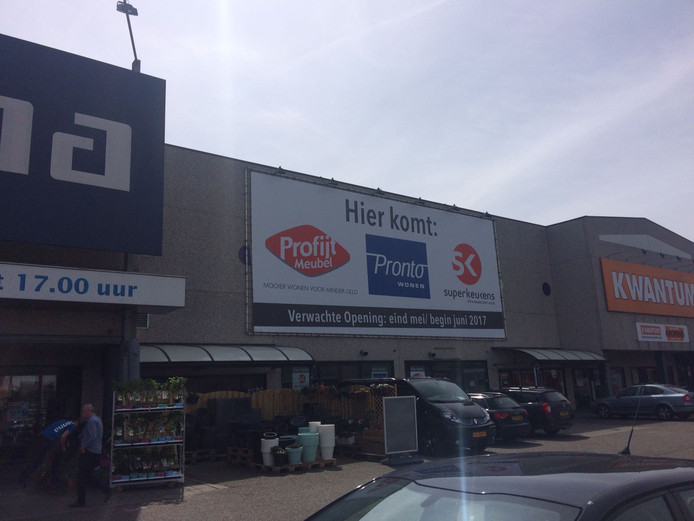 ma
t 17.00 uur
Hier komt:
Profijt
Meubel
MOOIER WONEN VOOR MINDER GELD
Pronto
WONEN
SK
superkeukens
Verwachte Opening: eind mei/ begin juni 2017
KWANTUM